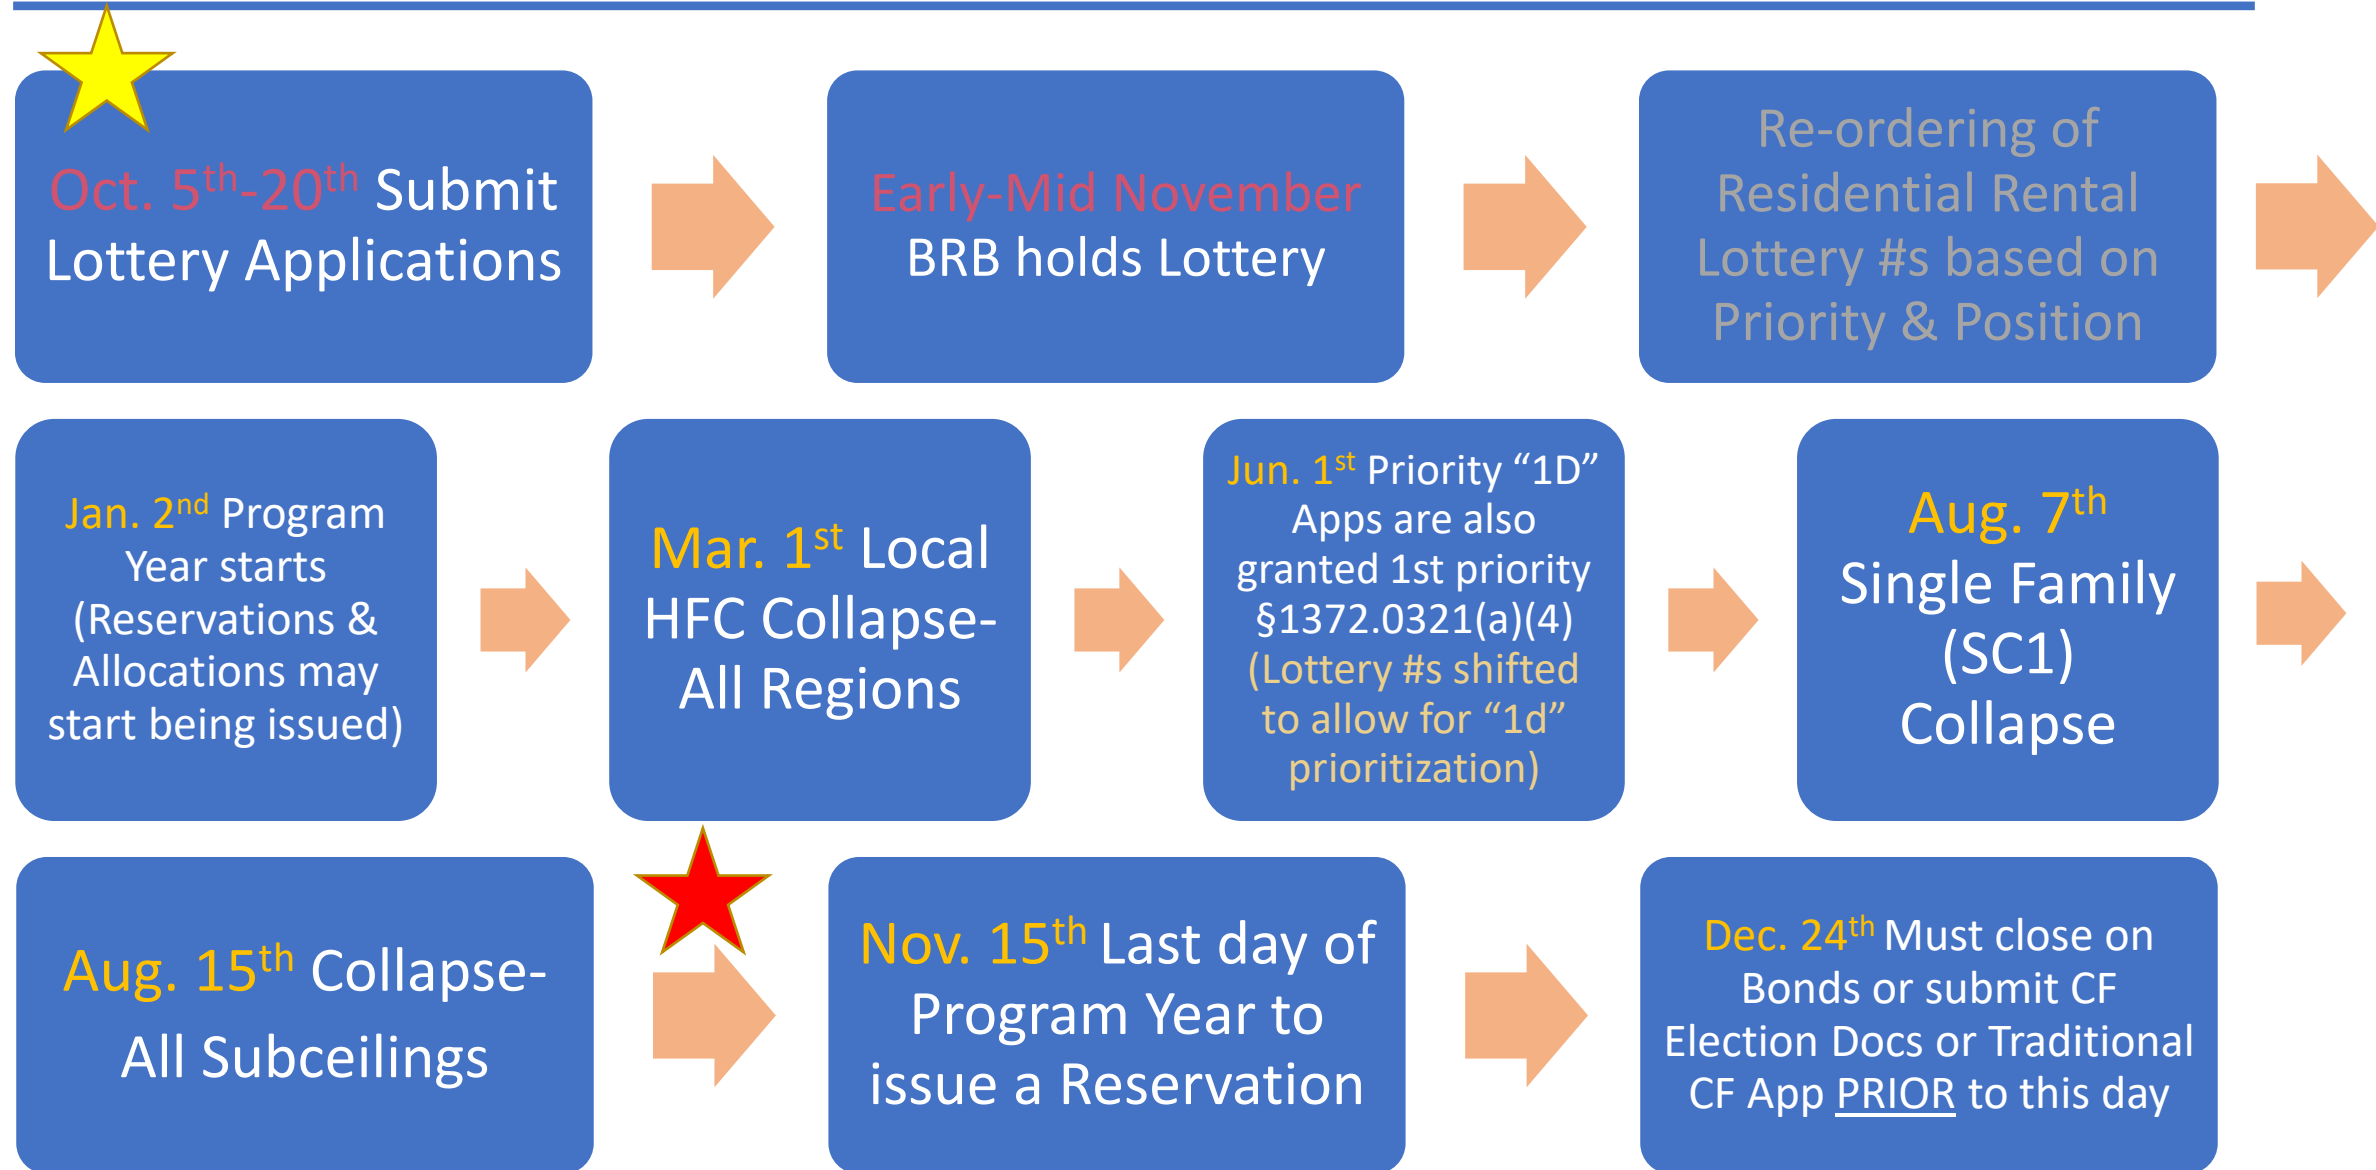 Oct. 5th-20th Submit
Lottery Applications
Early-Mid November
BRB holds Lottery
Re-ordering of
Residential Rental
Lottery #s based on
Priority & Position
Jan. 2nd Program
Year starts
(Reservations &
Allocations may
start being issued)
Mar. 1st Local
HFC Collapse-
All Regions
Jun. 1st Priority “1D”
Apps are also
granted 1st priority
§1372.0321(a)(4)
(Lottery #s shifted
to allow for “1d”
prioritization)
Aug. 7th
Single Family
(SC1)
Collapse
Aug. 15th Collapse-
All Subceilings
Nov. 15th Last day of
Program Year to
issue a Reservation
Dec. 24th Must close on
Bonds or submit CF
Election Docs or Traditional
CF App PRIOR to this day